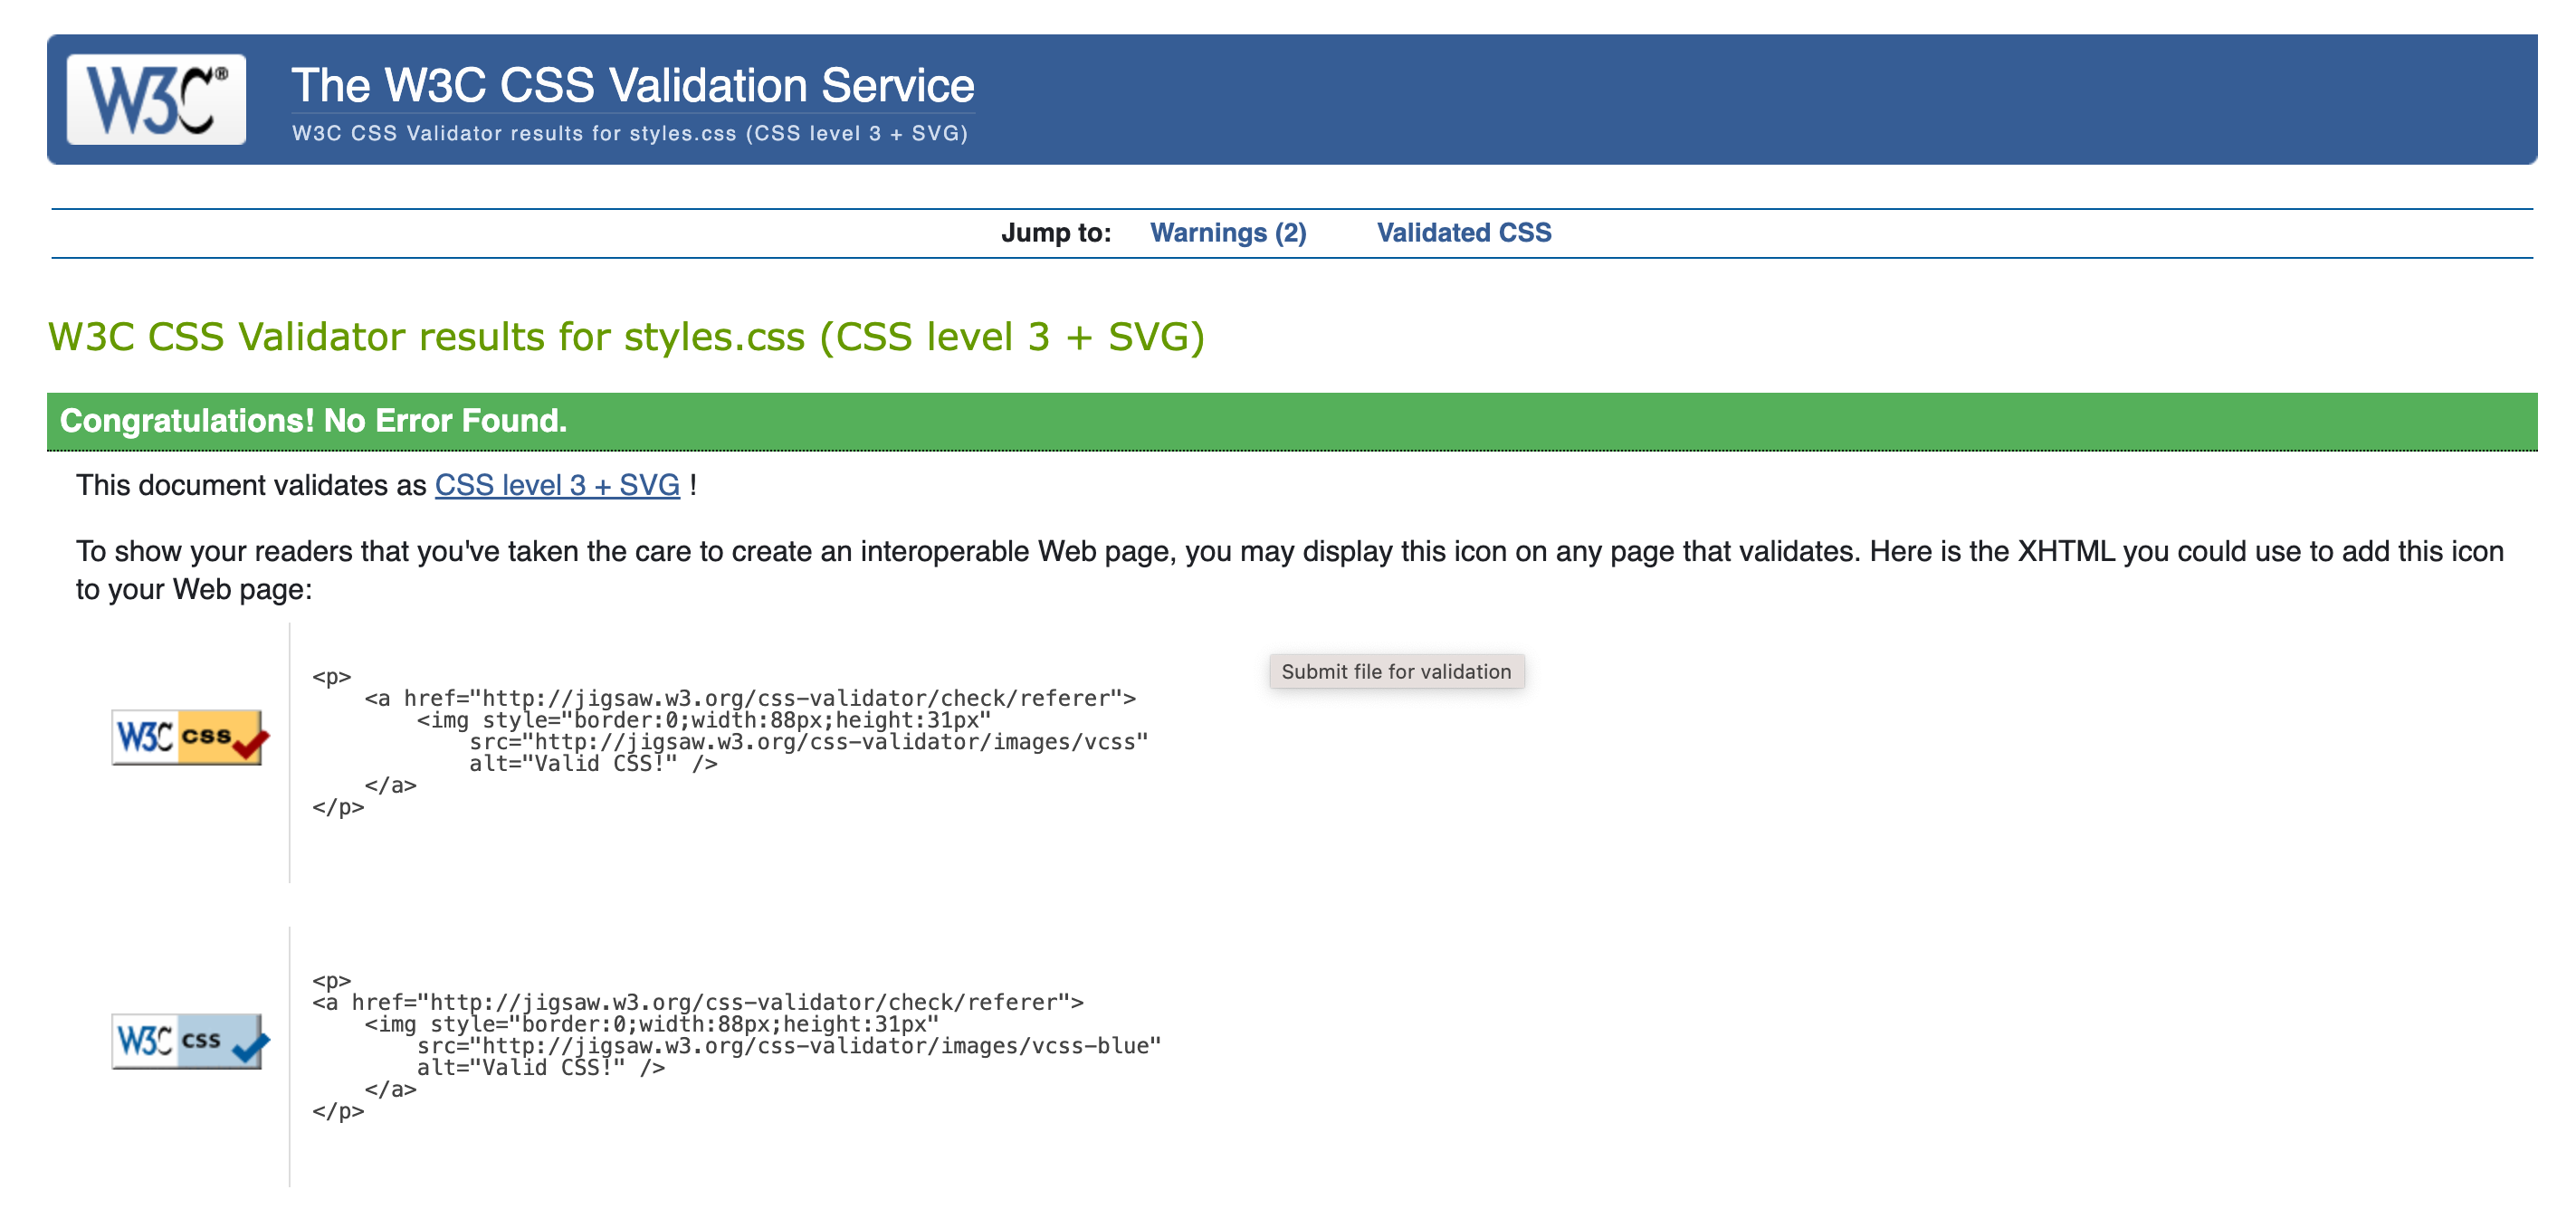 W3C®
The W3C CSS Validation Service
W3C CSS Validator results for styles.css (CSS level 3 + SVG)
Jump to: Warnings (2) Validated CSS
W3C CSS Validator results for styles.css (CSS level 3 + SVG)
Congratulations! No Error Found.
This document validates as CSS level 3 + SVG !
To show your readers that you've taken the care to create an interoperable Web page, you may display this icon on any page that validates. Here is the XHTML you could use to add this icon
to your Web page:
Submit file for validation
W3C css
<p>
    <a href="http://jigsaw.w3.org/css-validator/check/referer">
        <img style="border:0;width:88px;height:31px"
            src="http://jigsaw.w3.org/css-validator/images/vcss"
            alt="Valid CSS!" />
    </a>
</p>
W3C css
<p>
<a href="http://jigsaw.w3.org/css-validator/check/referer">
    <img style="border:0;width:88px;height:31px"
        src="http://jigsaw.w3.org/css-validator/images/vcss-blue"
        alt="Valid CSS!" />
    </a>
</p>